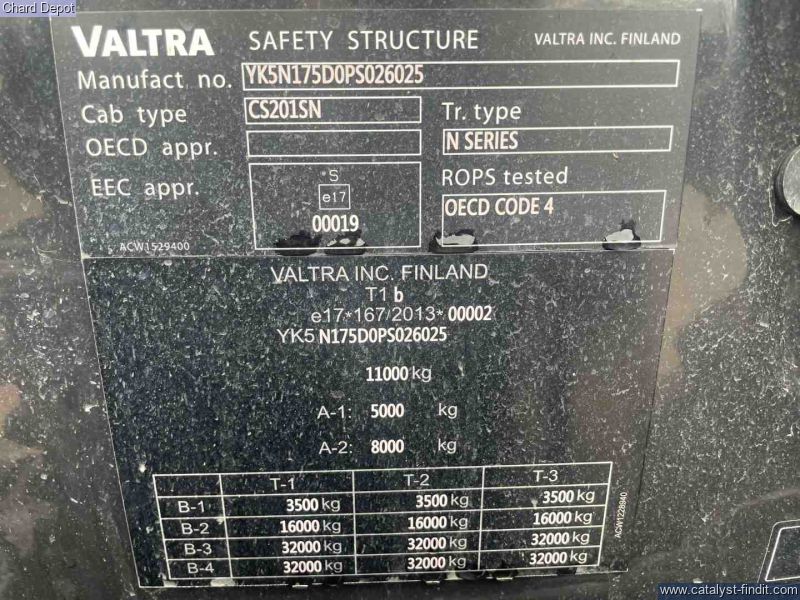 Chard Depot
VALTRA SAFETY STRUCTURE VALTRA INC. FINLAND
Manufact no. YK5N175D0PS026025
Cab type CS201SN Tr. type
OECD appr. N SERIES
EEC appr. S ROPS tested
e17 OECD CODE 4
00019
ACW1529400
VALTRA INC. FINLAND
T1 b
e17*167/2013*00002
YK5 N175D0PS026025
11000 kg
A-1: 5000 kg
A-2: 8000 kg
T-1 T-2 T-3
B-1 3500 kg 3500 kg 3500 kg
B-2 16000 kg 16000 kg 16000 kg
B-3 32000 kg 32000 kg 32000 kg
B-4 32000 kg 32000 kg 32000 kg
ACW1228940
www.catalyst-findit.com